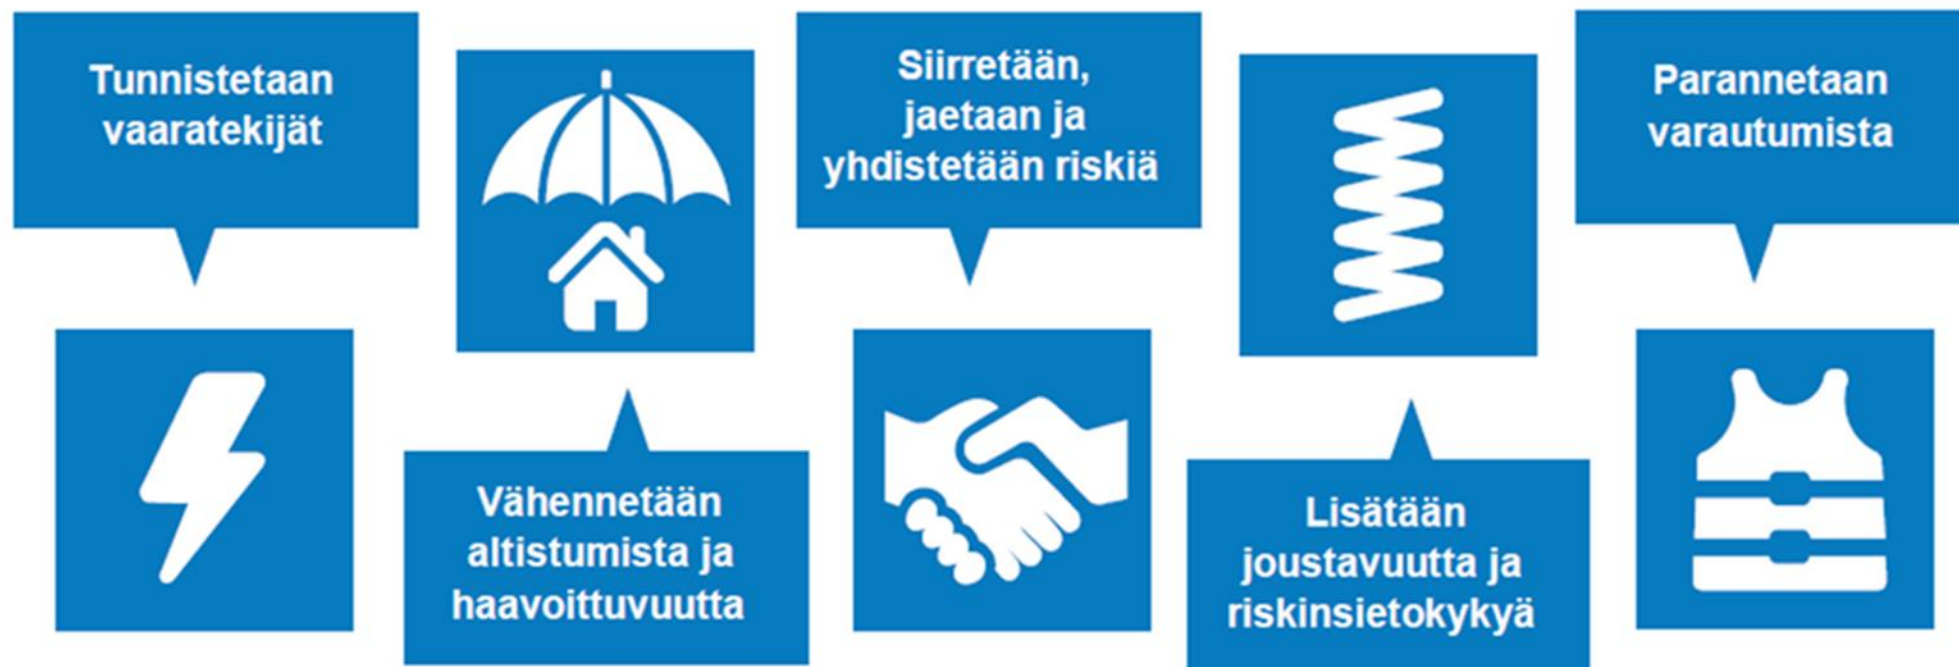 Tunnistetaan
vaaratekijät
Vähennetään
altistumista ja
haavoittuvuutta
Siirretään,
jaetaan ja
yhdistetään riskiä
Lisätään
joustavuutta ja
riskinsietokykyä
Parannetaan
varautumista